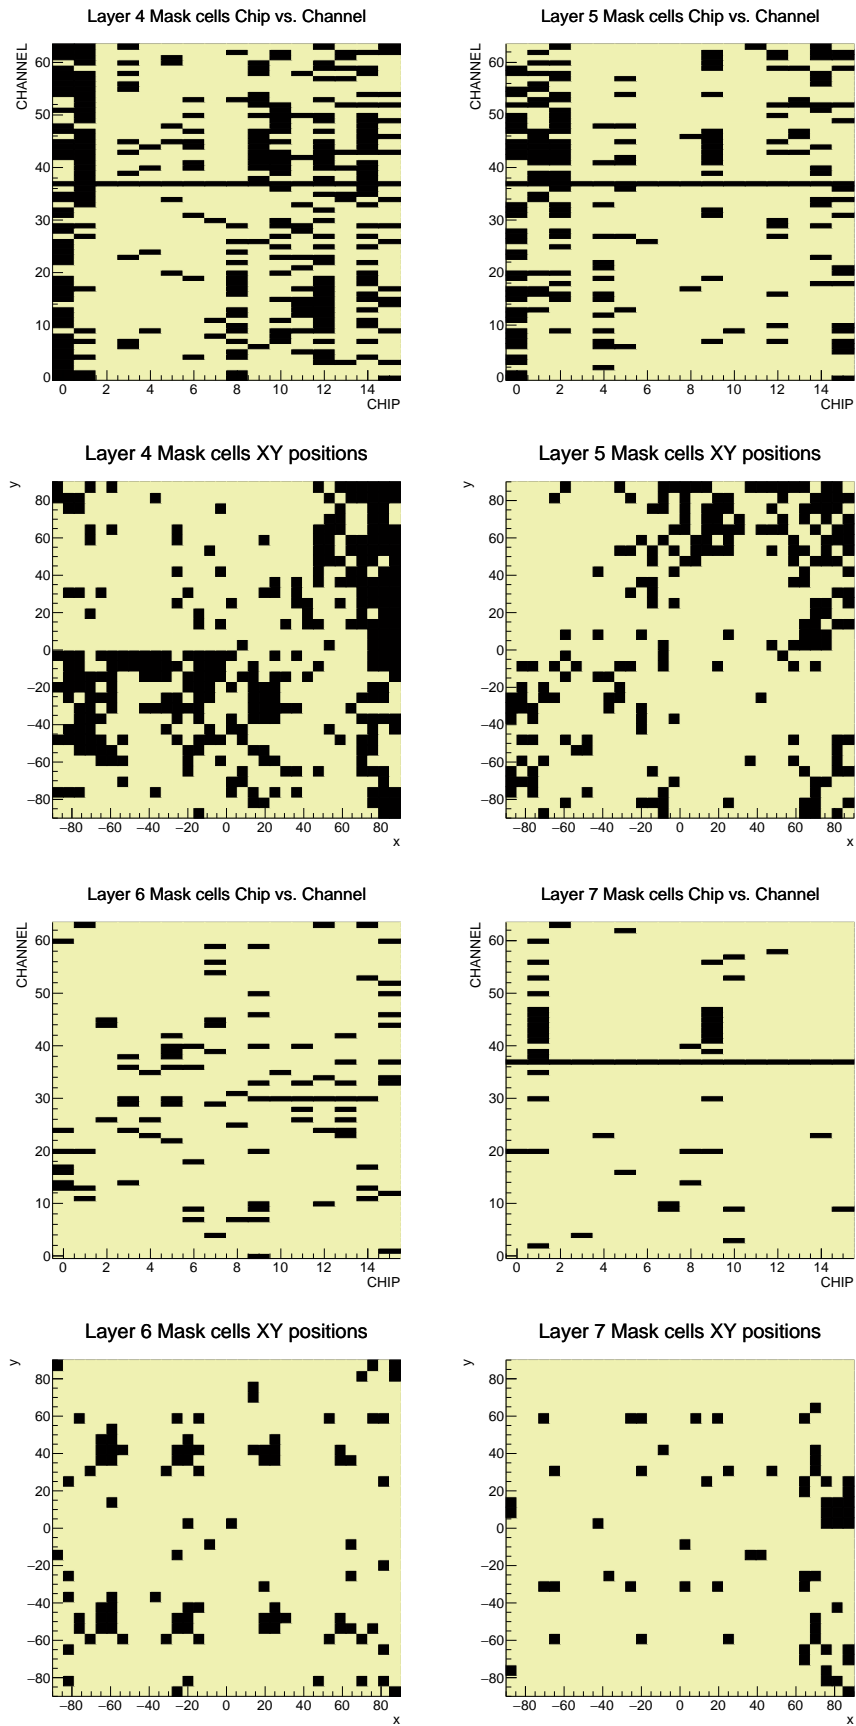 Layer 4 Mask cells Chip vs. Channel
CHANNEL
60
50
40
30
20
10
0
0 2 4 6 8 10 12 14
CHIP
Layer 5 Mask cells Chip vs. Channel
CHANNEL
60
50
40
30
20
10
0
0 2 4 6 8 10 12 14
CHIP
Layer 4 Mask cells XY positions
y
80
60
40
20
0
−20
−40
−60
−80
−80 −60 −40 −20 0 20 40 60 80
x
Layer 5 Mask cells XY positions
y
80
60
40
20
0
−20
−40
−60
−80
−80 −60 −40 −20 0 20 40 60 80
x
Layer 6 Mask cells Chip vs. Channel
CHANNEL
60
50
40
30
20
10
0
0 2 4 6 8 10 12 14
CHIP
Layer 7 Mask cells Chip vs. Channel
CHANNEL
60
50
40
30
20
10
0
0 2 4 6 8 10 12 14
CHIP
Layer 6 Mask cells XY positions
y
80
60
40
20
0
−20
−40
−60
−80
−80 −60 −40 −20 0 20 40 60 80
x
Layer 7 Mask cells XY positions
y
80
60
40
20
0
−20
−40
−60
−80
−80 −60 −40 −20 0 20 40 60 80
x